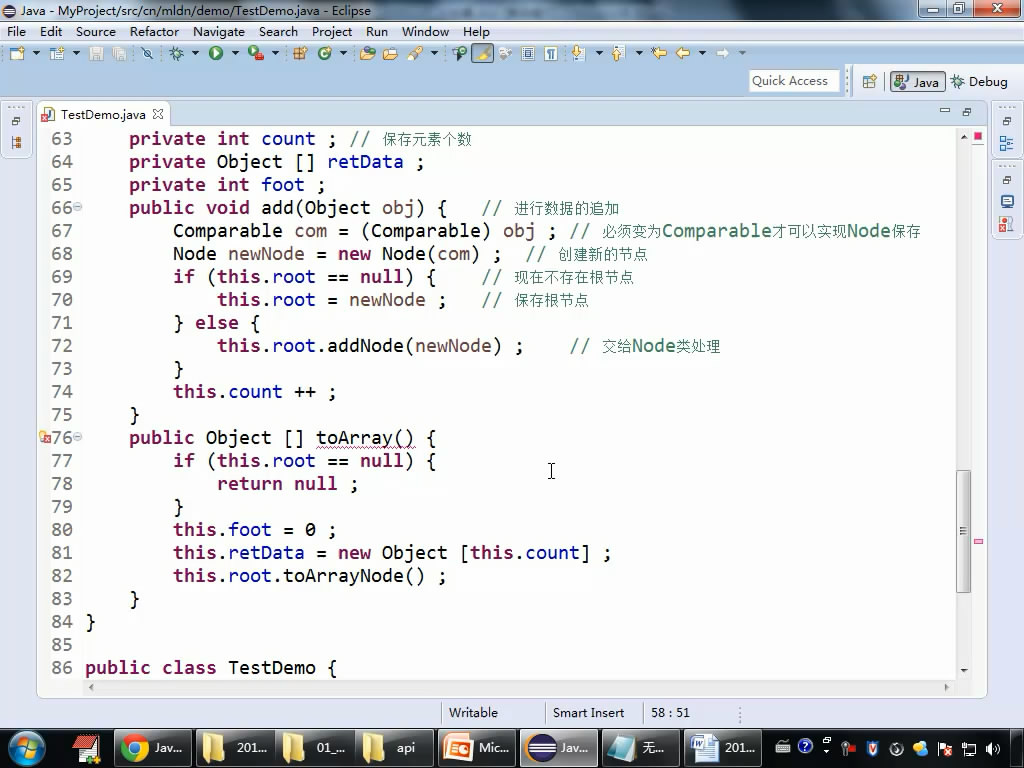 Java - MyProject/src/cn/mldn/demo/TestDemo.java - Eclipse
File Edit Source Refactor Navigate Search Project Run Window Help
Quick Access Java Debug
TestDemo.java
63 private int count ; // 保存元素个数
64 private Object [] retData ;
65 private int foot ;
66 public void add(Object obj) { // 进行数据的追加
67 Comparable com = (Comparable) obj ; // 必须变为Comparable才可以实现Node保存
68 Node newNode = new Node(com) ; // 创建新的节点
69 if (this.root == null) { // 现在不存在根节点
70 this.root = newNode ; // 保存根节点
71 } else {
72 this.root.addNode(newNode) ; // 交给Node类处理
73 }
74 this.count ++ ;
75 }
76 public Object [] toArray() {
77 if (this.root == null) {
78 return null ;
79 }
80 this.foot = 0 ;
81 this.retData = new Object [this.count] ;
82 this.root.toArrayNode() ;
83 }
84 }
85
86 public class TestDemo {
Writable Smart Insert 58 : 51
Jav... 201... 01_... api Mic... Jav... 无... 201...